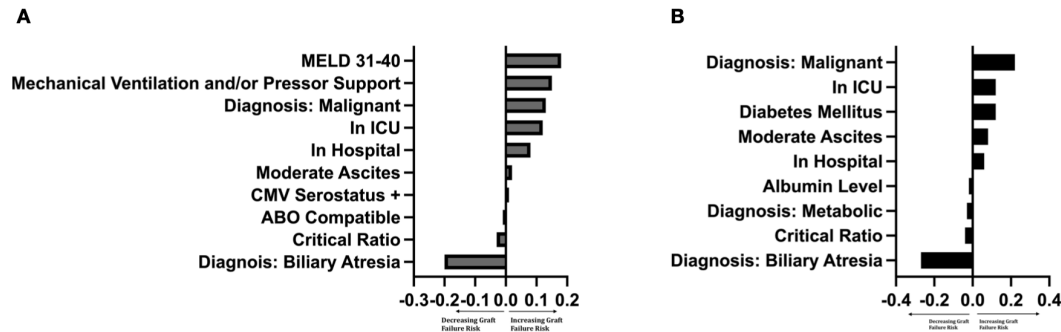 A
MELD 31-40
Mechanical Ventilation and/or Pressor Support
Diagnosis: Malignant
In ICU
In Hospital
Moderate Ascites
CMV Serostatus +
ABO Compatible
Critical Ratio
Diagnois: Biliary Atresia
-0.3 -0.2 -0.1 0.0 0.1 0.2
Decreasing Graft Increasing Graft
Failure Risk Failure Risk
B
Diagnosis: Malignant
In ICU
Diabetes Mellitus
Moderate Ascites
In Hospital
Albumin Level
Diagnosis: Metabolic
Critical Ratio
Diagnosis: Biliary Atresia
-0.4 -0.2 0.0 0.2 0.4
Decreasing Graft Increasing Graft
Failure Risk Failure Risk